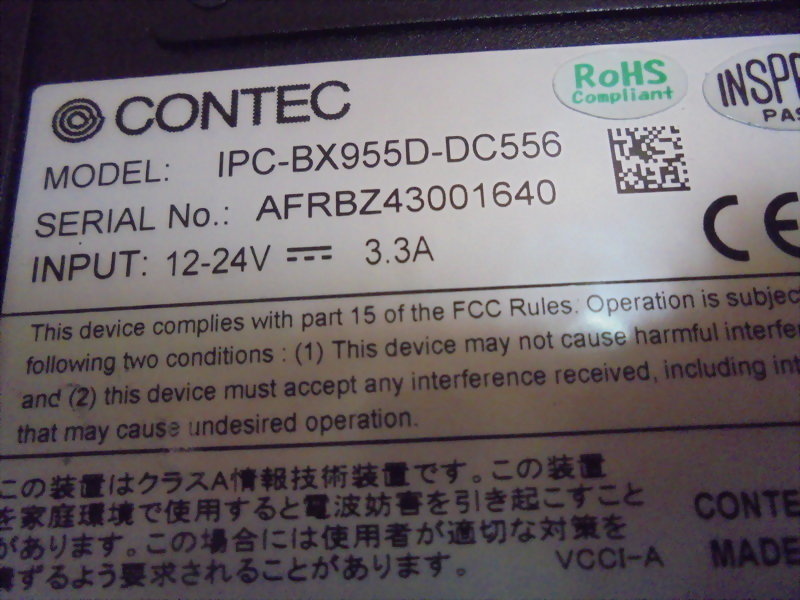 CONTEC
RoHS
Compliant
MODEL: IPC-BX955D-DC556
SERIAL No.: AFRBZ43001640
INPUT: 12-24V 3.3A
CE
This device complies with part 15 of the FCC Rules. Operation is
following two conditions : (1) This device may not cause harmful
and (2) this device must accept any interference received, including
that may cause undesired operation.
この装置はクラスA情報技術装置です。この装置
を家庭環境で使用すると電波妨害を引き起こすこと
があります。この場合には使用者が適切な対策を
ずるよう要求されることがあります。
VCCI-A
MADE